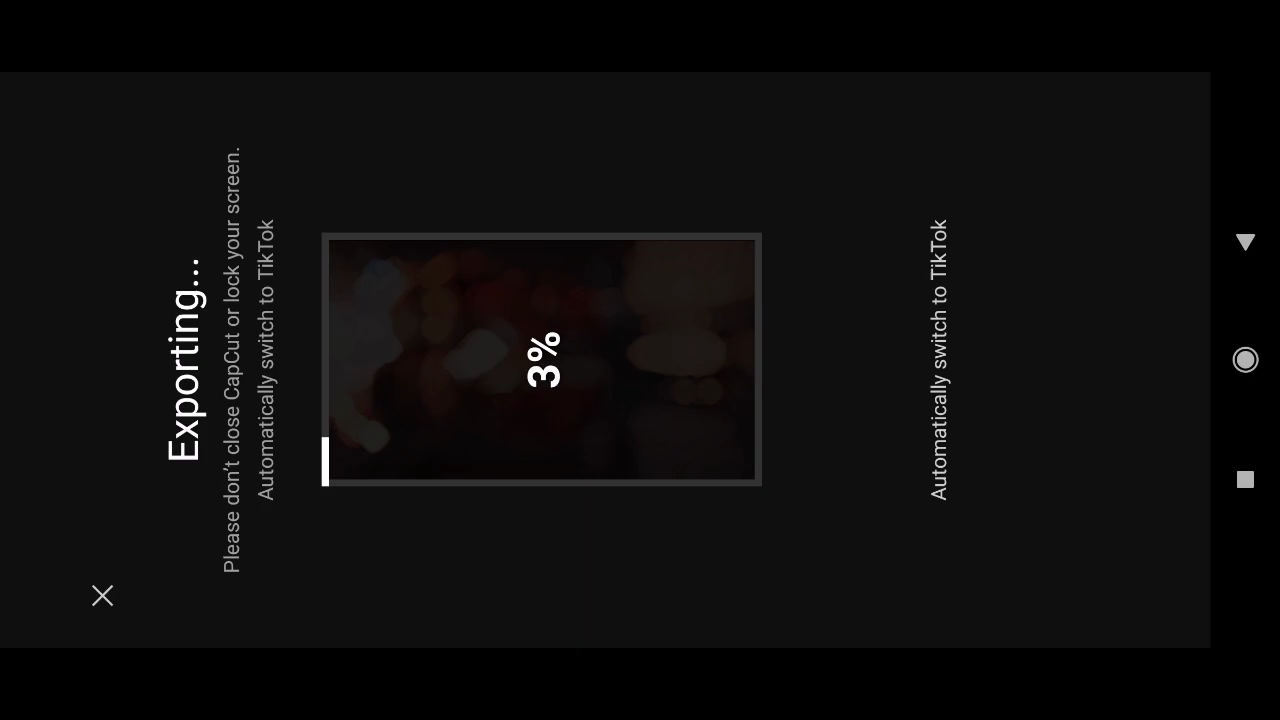 Exporting...
Please don't close CapCut or lock your screen.
Automatically switch to TikTok
3%
Automatically switch to TikTok